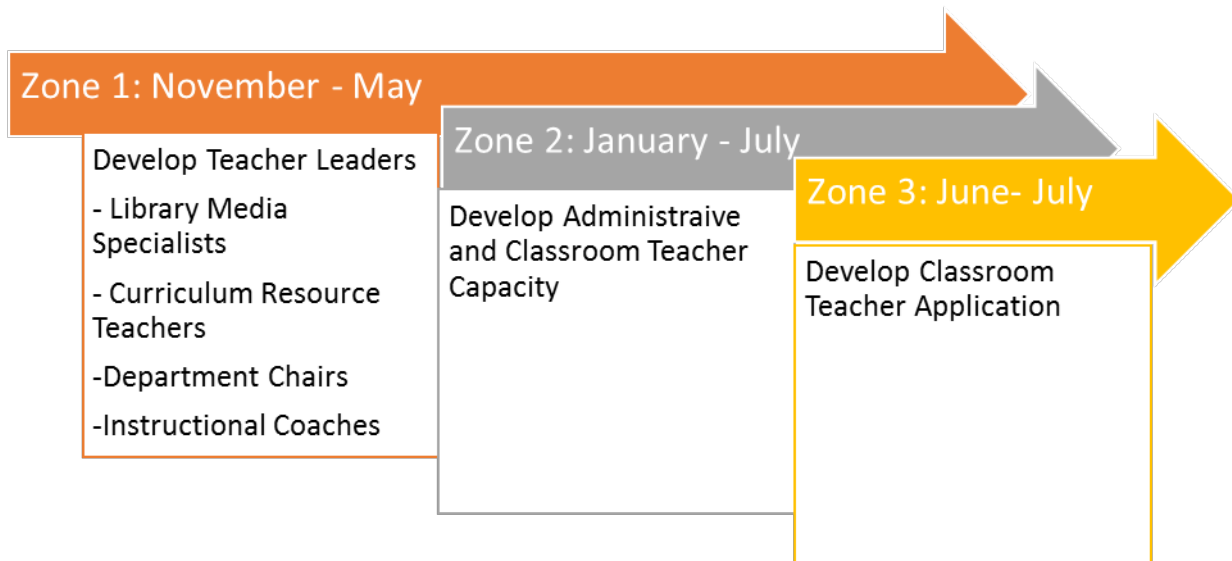 Zone 1: November - May
Develop Teacher Leaders
- Library Media
Specialists
- Curriculum Resource
Teachers
-Department Chairs
-Instructional Coaches
Zone 2: January - July
Develop Administraive
and Classroom Teacher
Capacity
Zone 3: June- July
Develop Classroom
Teacher Application